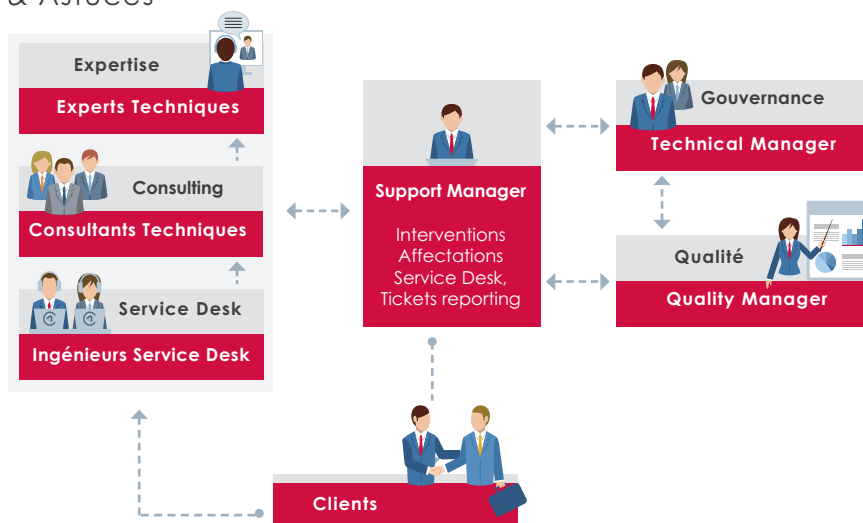 & Astuces
Expertise
Experts Techniques
Consulting
Consultants Techniques
Service Desk
Ingénieurs Service Desk
Support Manager
Interventions
Affectations
Service Desk,
Tickets reporting
Gouvernance
Technical Manager
Qualité
Quality Manager
Clients